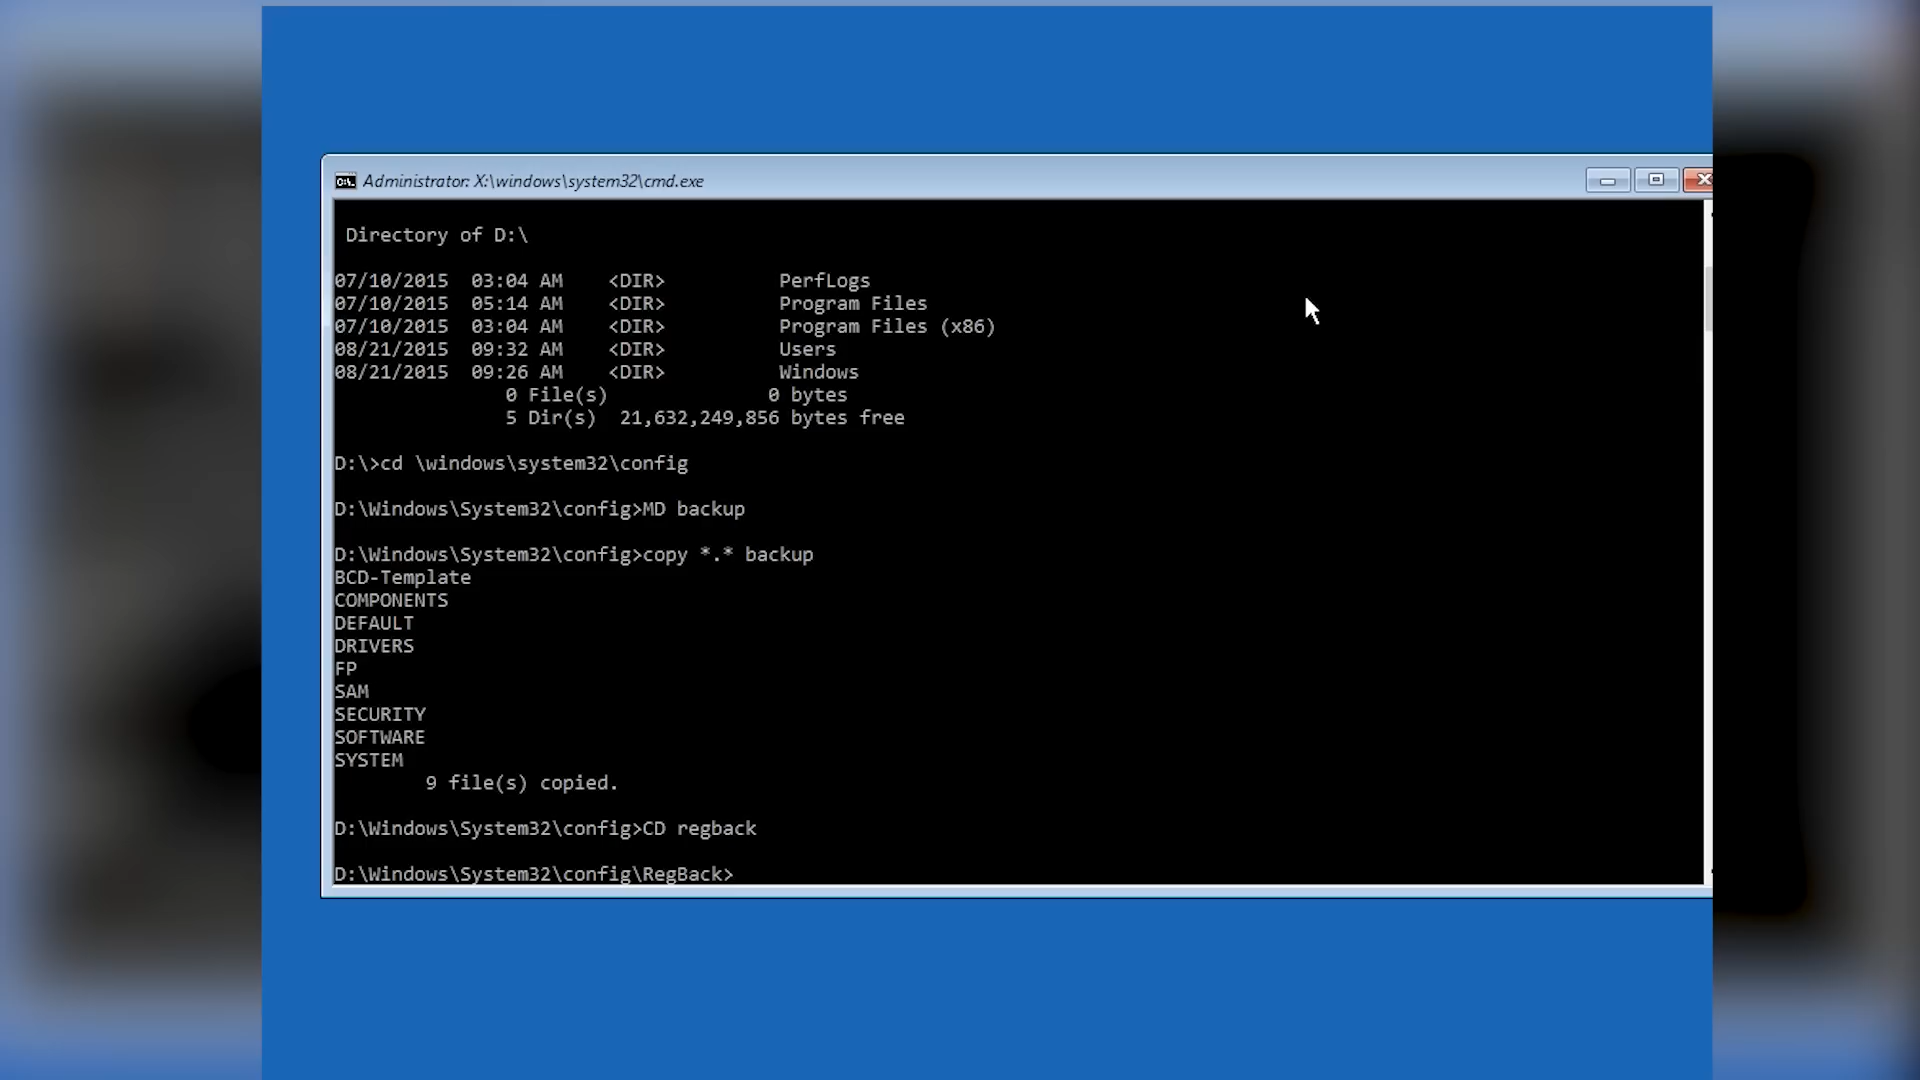 Administrator: X:\windows\system32\cmd.exe
Directory of D:\
07/10/2015  03:04 AM    <DIR>          PerfLogs
07/10/2015  05:14 AM    <DIR>          Program Files
07/10/2015  03:04 AM    <DIR>          Program Files (x86)
08/21/2015  09:32 AM    <DIR>          Users
08/21/2015  09:26 AM    <DIR>          Windows
               0 File(s)              0 bytes
               5 Dir(s)  21,632,249,856 bytes free
D:\>cd \windows\system32\config
D:\Windows\System32\config>MD backup
D:\Windows\System32\config>copy *.* backup
BCD-Template
COMPONENTS
DEFAULT
DRIVERS
FP
SAM
SECURITY
SOFTWARE
SYSTEM
        9 file(s) copied.
D:\Windows\System32\config>CD regback
D:\Windows\System32\config\RegBack>